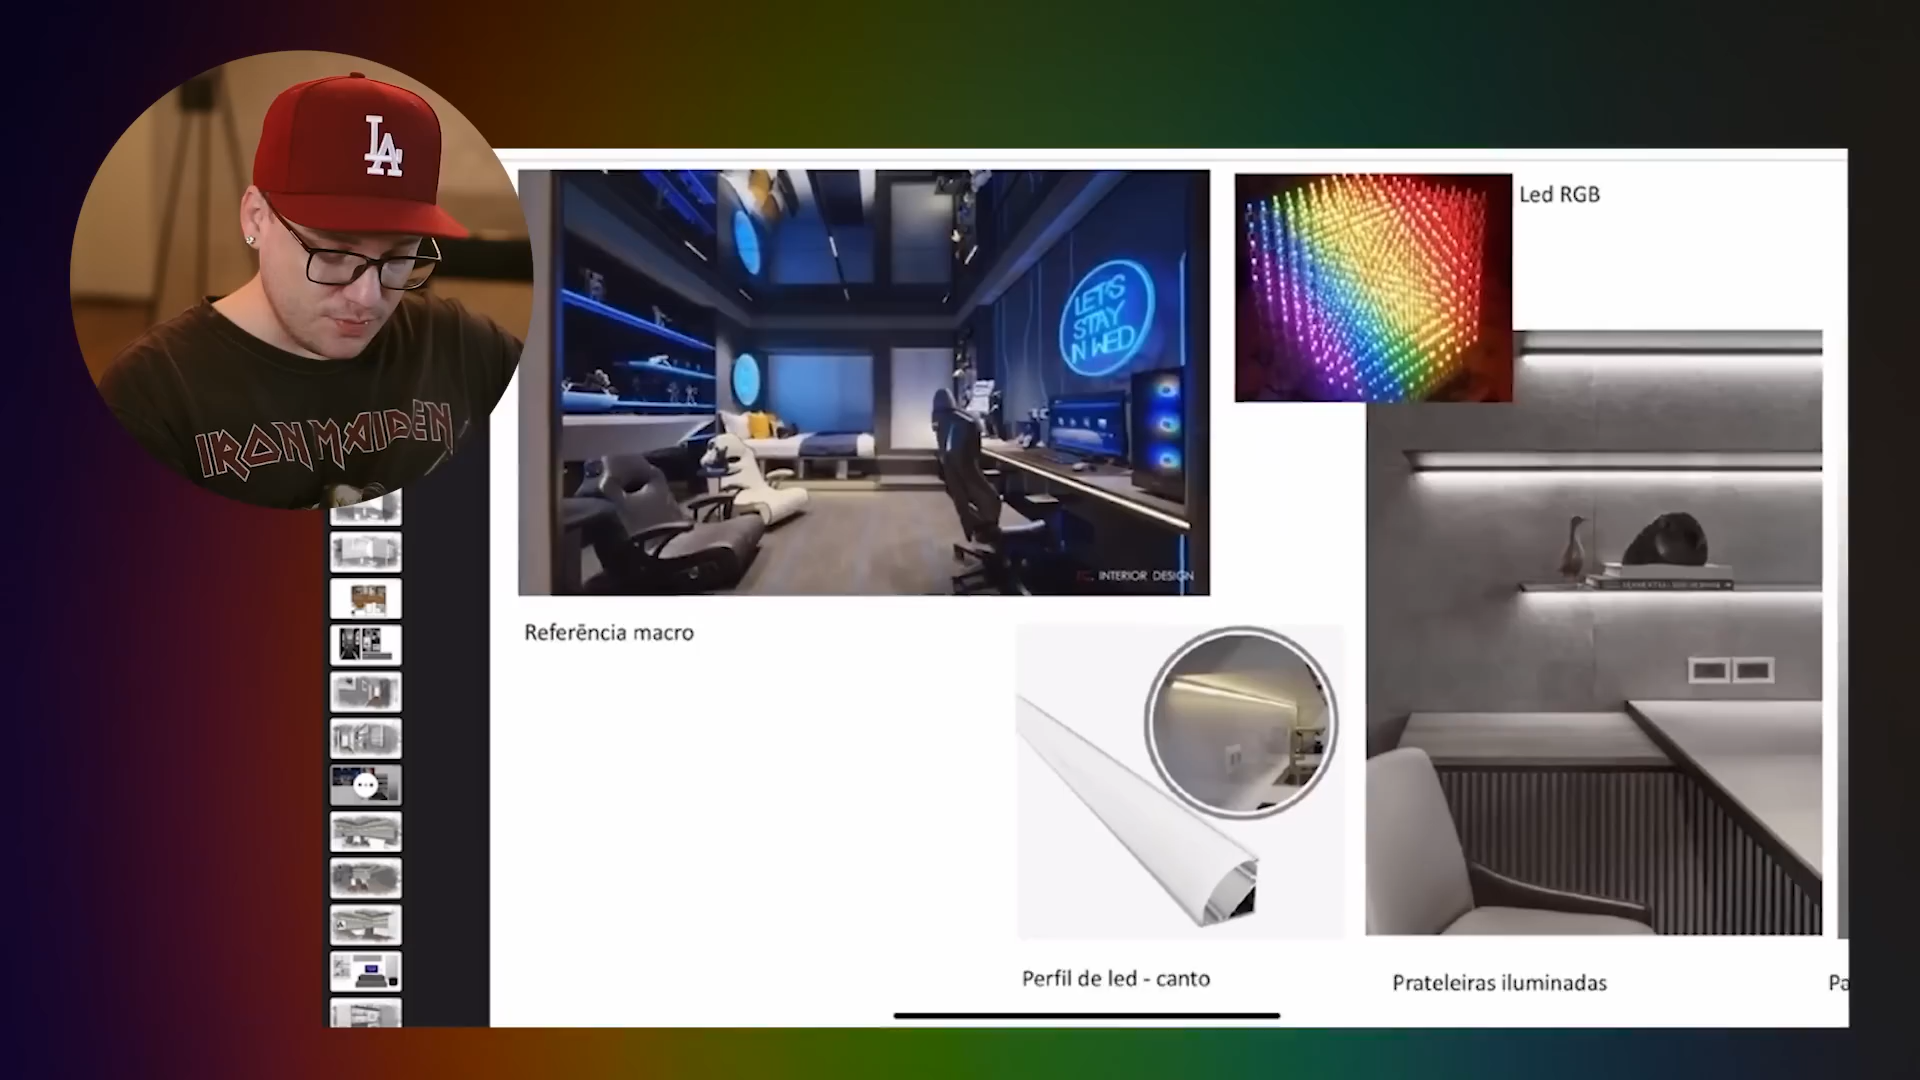 LA
IRON MAIDEN
LET'S
STAY
IN WED
INTERIOR DESIGN
Led RGB
Referência macro
Perfil de led - canto
Prateleiras iluminadas
Pa